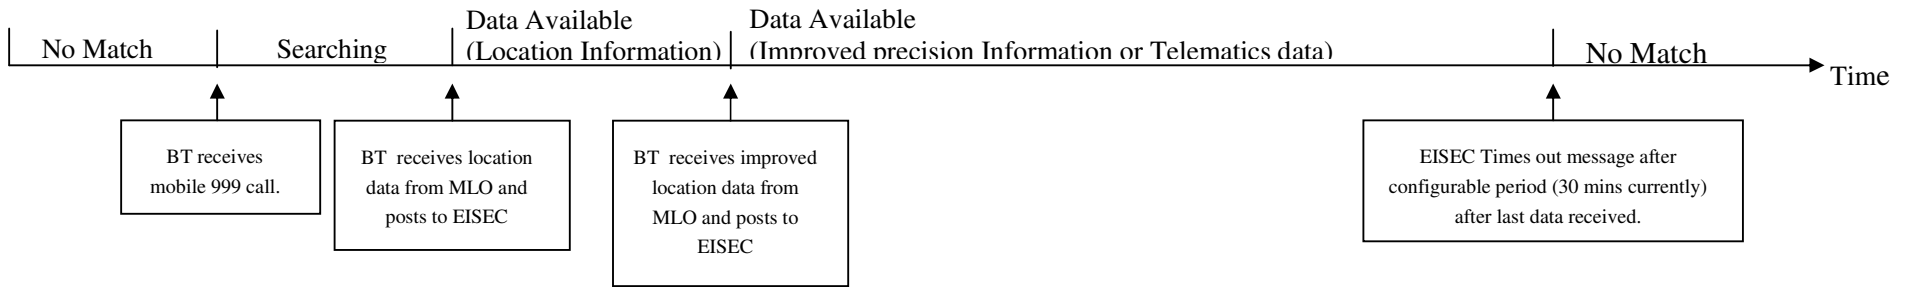 No Match
Searching
Data Available
(Location Information)
Data Available
(Improved precision Information or Telematics data)
No Match
Time
BT receives
mobile 999 call.
BT receives location
data from MLO and
posts to EISEC
BT receives improved
location data from
MLO and posts to
EISEC
EISEC Times out message after
configurable period (30 mins currently)
after last data received.